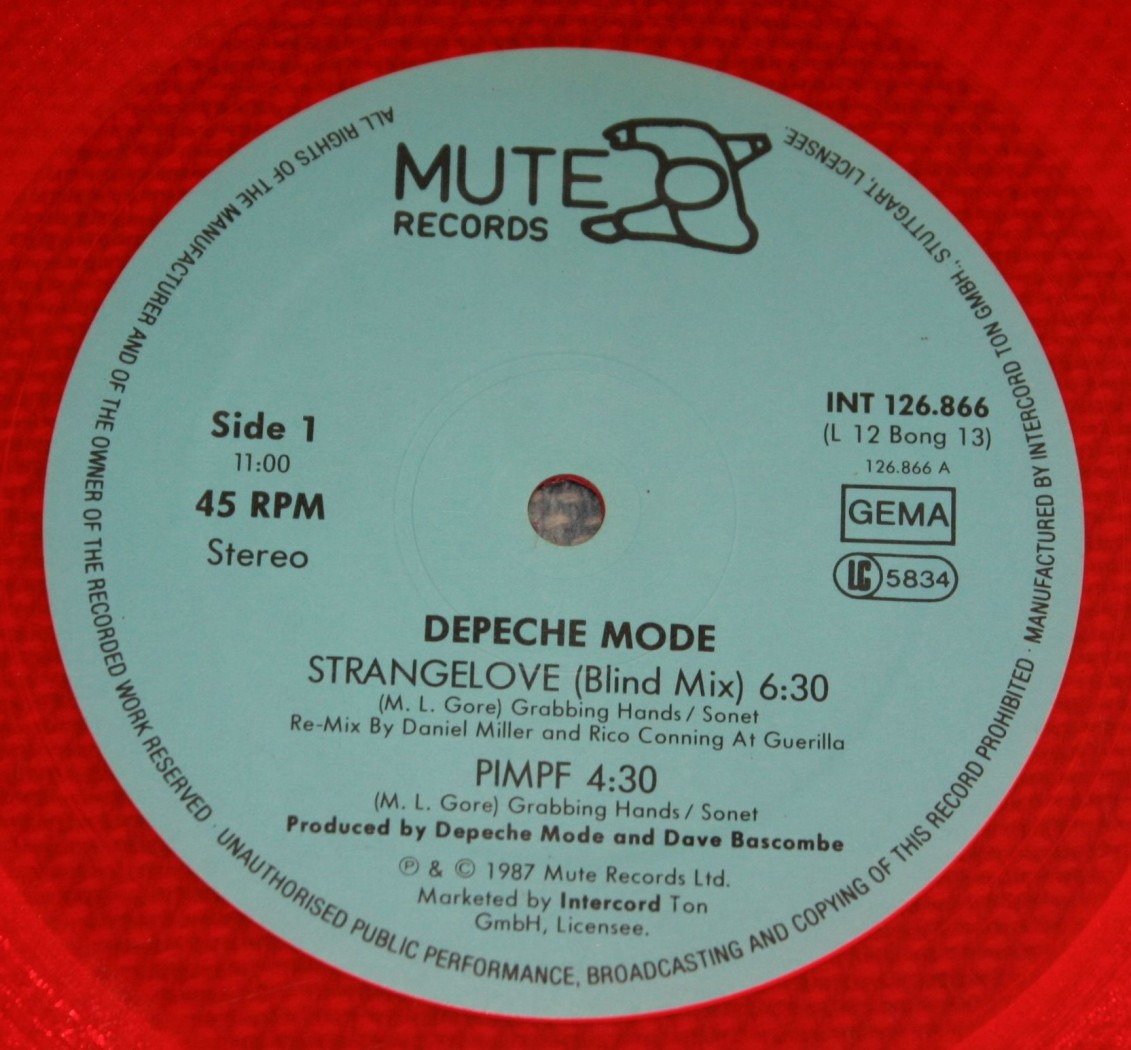 MUTE
RECORDS
Side 1
11:00
45 RPM
Stereo
INT 126.866
(L 12 Bong 13)
126.866 A
GEMA
LC 5834
DEPECHE MODE
STRANGELOVE (Blind Mix) 6:30
(M. L. Gore) Grabbing Hands / Sonet
Re-Mix By Daniel Miller and Rico Conning At Guerilla
PIMPF 4:30
(M. L. Gore) Grabbing Hands / Sonet
Produced by Depeche Mode and Dave Bascombe
℗ & © 1987 Mute Records Ltd.
Marketed by Intercord Ton
GmbH, Licensee.
ALL RIGHTS OF THE MANUFACTURER AND OF THE OWNER OF THE RECORDED WORK RESERVED · UNAUTHORISED PUBLIC PERFORMANCE, BROADCASTING AND COPYING OF THIS RECORD PROHIBITED · MANUFACTURED BY INTERCORD TON GMBH., STUTTGART, LICENSEE.